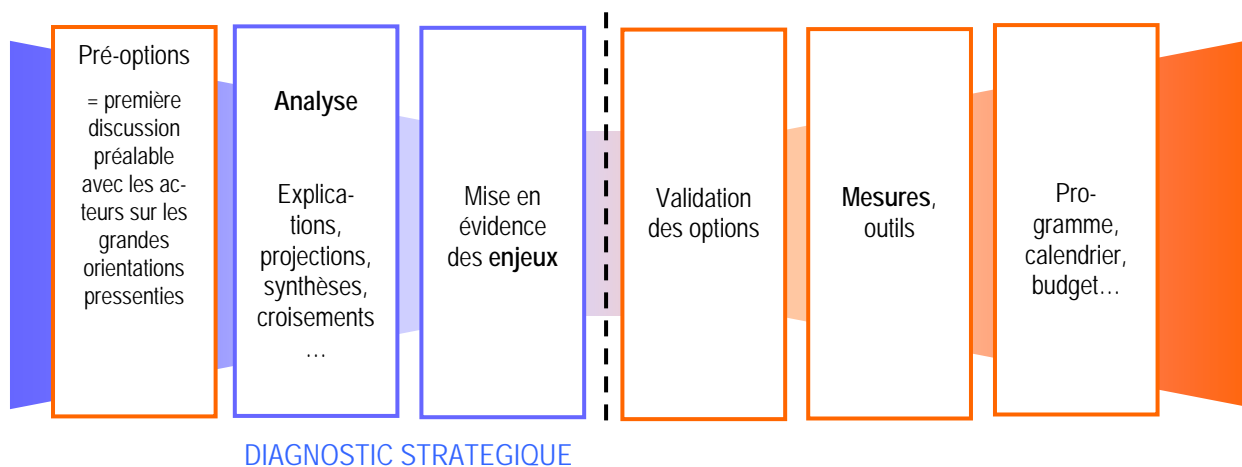 Pré-options
= première
discussion
préalable
avec les ac-
teurs sur les
grandes
orientations
pressenties
Analyse
Explica-
tions,
projections,
synthèses,
croisements
…
Mise en
évidence
des enjeux
Validation
des options
Mesures,
outils
Pro-
gramme,
calendrier,
budget…
DIAGNOSTIC STRATEGIQUE